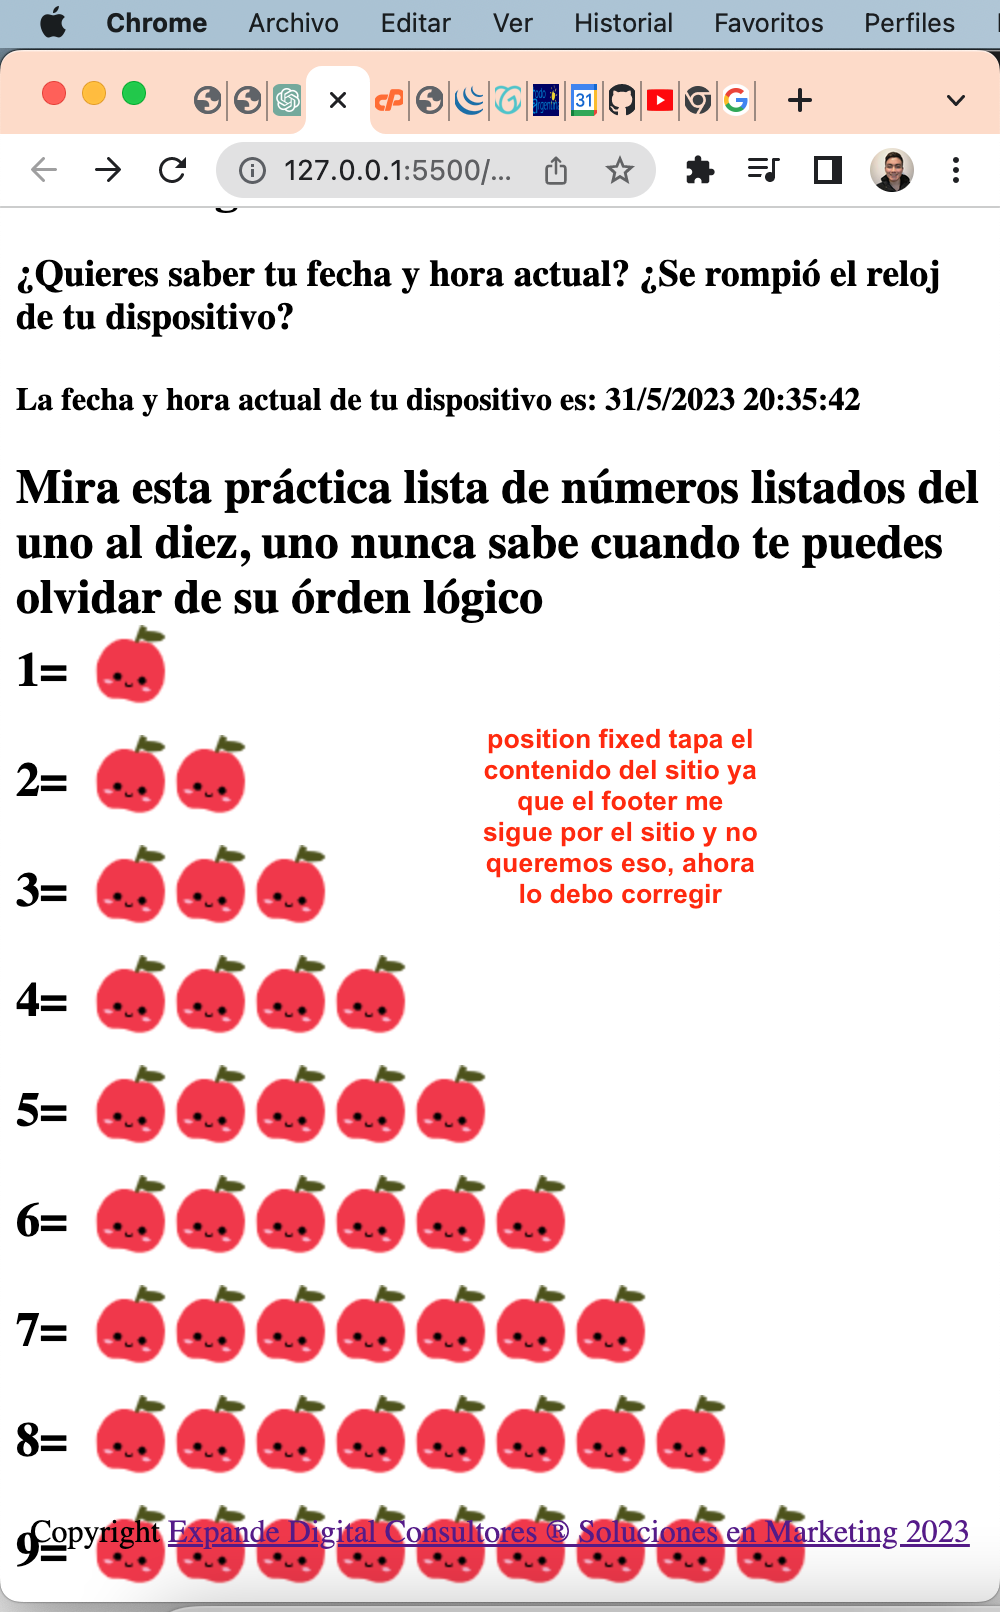 Chrome Archivo Editar Ver Historial Favoritos Perfiles
31
127.0.0.1:5500/...
¿Quieres saber tu fecha y hora actual? ¿Se rompió el reloj
de tu dispositivo?
La fecha y hora actual de tu dispositivo es: 31/5/2023 20:35:42
Mira esta práctica lista de números listados del
uno al diez, uno nunca sabe cuando te puedes
olvidar de su órden lógico
1=
2=
position fixed tapa el
contenido del sitio ya
que el footer me
sigue por el sitio y no
queremos eso, ahora
lo debo corregir
3=
4=
5=
6=
7=
8=
9=
Copyright Expande Digital Consultores ® Soluciones en Marketing 2023